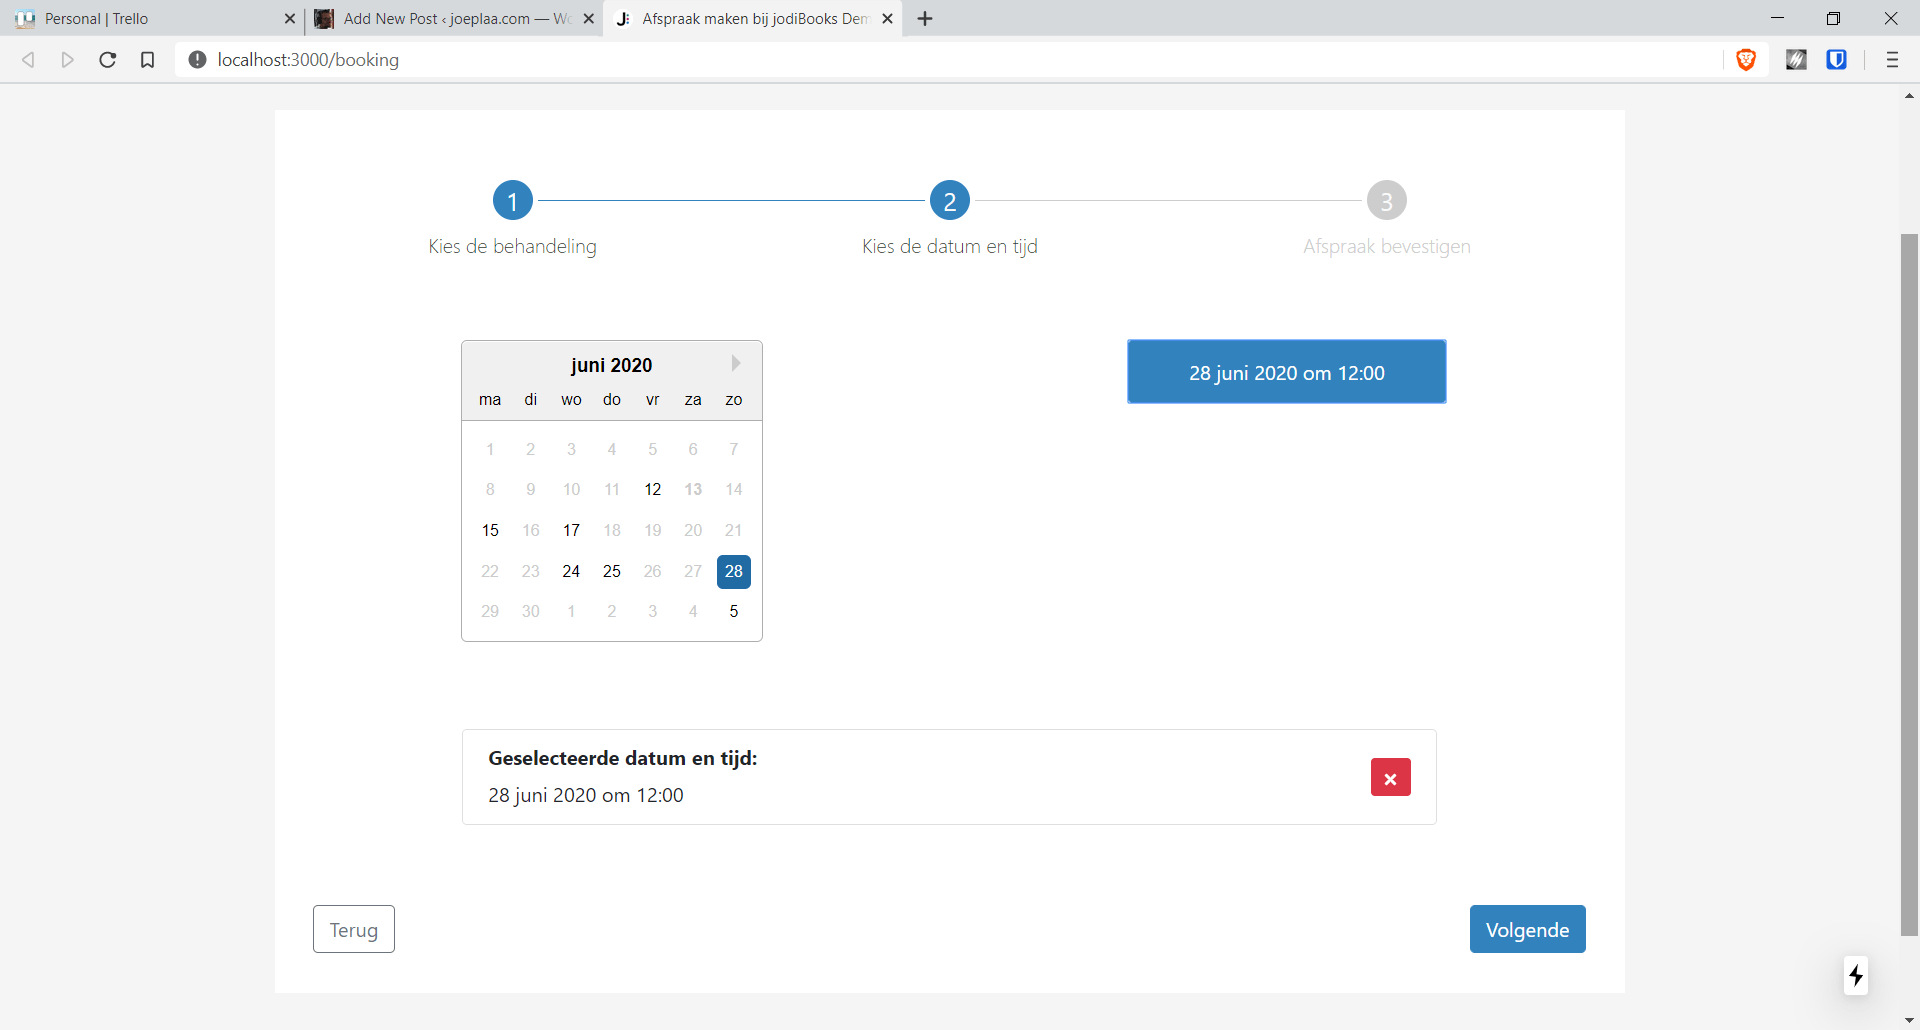 Personal | Trello
Add New Post ‹ joeplaa.com — Wo
Afspraak maken bij jodiBooks Dem
localhost:3000/booking
1
2
3
Kies de behandeling
Kies de datum en tijd
Afspraak bevestigen
juni 2020
ma di wo do vr za zo
1 2 3 4 5 6 7
8 9 10 11 12 13 14
15 16 17 18 19 20 21
22 23 24 25 26 27 28
29 30 1 2 3 4 5
28 juni 2020 om 12:00
Geselecteerde datum en tijd:
28 juni 2020 om 12:00
Terug
Volgende